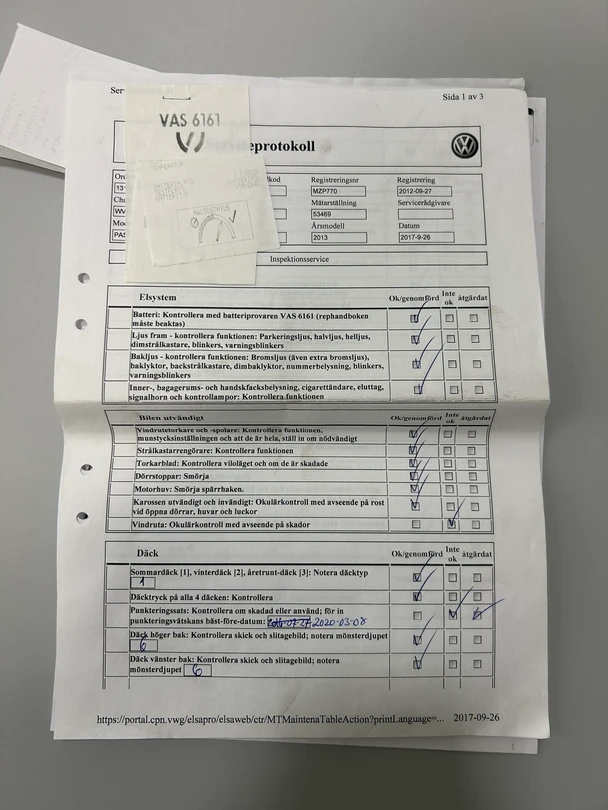 Ser
Sida 1 av 3
VAS 6161
viceprotokoll
kod
Registreringsnr
Registrering
MZP770
2012-09-27
Mätarställning
Servicerådgivare
53469
Årsmodell
Datum
PAS
2013
2017-9-26
Inspektionsservice
Elsystem
Ok/genomförd
Inte ok
åtgärdat
Batteri: Kontrollera med batteriprovaren VAS 6161 (rephandboken
måste beaktas)
Ljus fram - kontrollera funktionen: Parkeringsljus, halvljus, helljus,
dimstrålkastare, blinkers, varningsblinkers
Bakljus - kontrollera funktionen: Bromsljus (även extra bromsljus),
baklyktor, backstrålkastare, dimbaklyktor, nummerbelysning, blinkers,
varningsblinkers
Inner-, bagagerums- och handskfacksbelysning, cigarettändare, eluttag,
signalhorn och kontrollampor: Kontrollera funktionen
Bilen utvändigt
Ok/genomförd
Inte ok
åtgärdat
Vindrutetorkare och -spolare: Kontrollera funktionen,
munstycksinställningen och att de är hela, ställ in om nödvändigt
Strålkastarrengörare: Kontrollera funktionen
Torkarblad: Kontrollera viloläget och om de är skadade
Dörrstoppar: Smörja
Motorhuv: Smörja spärrhaken.
Karossen utvändigt och invändigt: Okulärkontroll med avseende på rost
vid öppna dörrar, huvar och luckor
Vindruta: Okulärkontroll med avseende på skador
Däck
Ok/genomförd
Inte ok
åtgärdat
Sommardäck [1], vinterdäck [2], åretrunt-däck [3]: Notera däcktyp
1
Däcktryck på alla 4 däcken: Kontrollera
Punkteringssats: Kontrollera om skadad eller använd; för in
punkteringsvätskans bäst-före-datum: 2020-03-08
Däck höger bak: Kontrollera skick och slitagebild; notera mönsterdjupet
6
Däck vänster bak: Kontrollera skick och slitagebild; notera
mönsterdjupet 6
https://portal.cpn.vwg/elsapro/elsaweb/ctr/MTMaintenaTableAction?printLanguage=... 2017-09-26